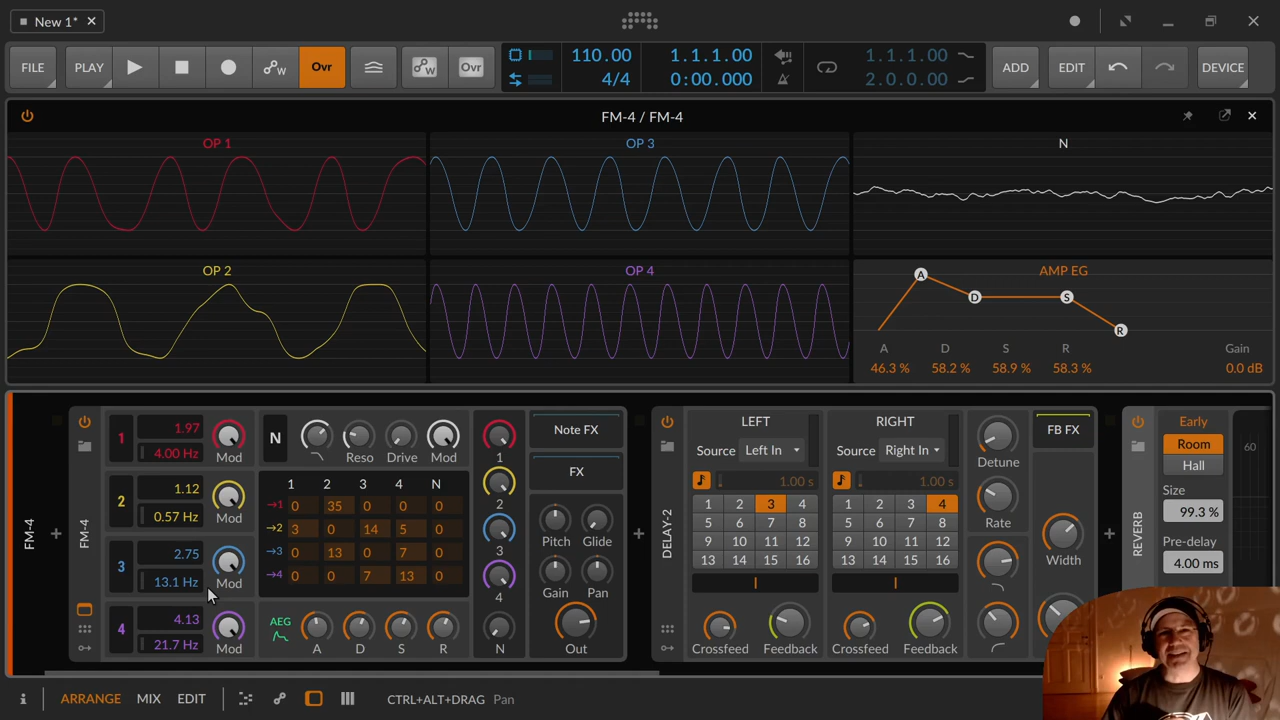 New 1*
FILE
PLAY
Ovr
Ovr
110.00
4/4
1.1.1.00
0:00.000
1.1.1.00
2.0.0.00
ADD
EDIT
DEVICE
FM-4 / FM-4
OP 1
OP 3
N
OP 2
OP 4
AMP EG
A
D
S
R
A D S R Gain
46.3 % 58.2 % 58.9 % 58.3 % 0.0 dB
FM-4
FM-4
1
1.97
4.00 Hz
Mod
2
1.12
0.57 Hz
Mod
3
2.75
13.1 Hz
Mod
4
4.13
21.7 Hz
Mod
N
Reso
Drive
Mod
1 2 3 4 N
→1 0 35 0 0 0
→2 3 0 14 5 0
→3 0 13 0 7 0
→4 0 0 7 13 0
AEG
A
D
S
R
1
2
3
4
N
Note FX
FX
Pitch
Glide
Gain
Pan
Out
DELAY-2
LEFT
Source Left In
1.00 s
1 2 3 4
5 6 7 8
9 10 11 12
13 14 15 16
Crossfeed
Feedback
RIGHT
Source Right In
1.00 s
1 2 3 4
5 6 7 8
9 10 11 12
13 14 15 16
Crossfeed
Feedback
Detune
Rate
FB FX
Width
REVERB
Early
Room
Hall
Size
99.3 %
Pre-delay
4.00 ms
60
ARRANGE
MIX
EDIT
CTRL+ALT+DRAG Pan